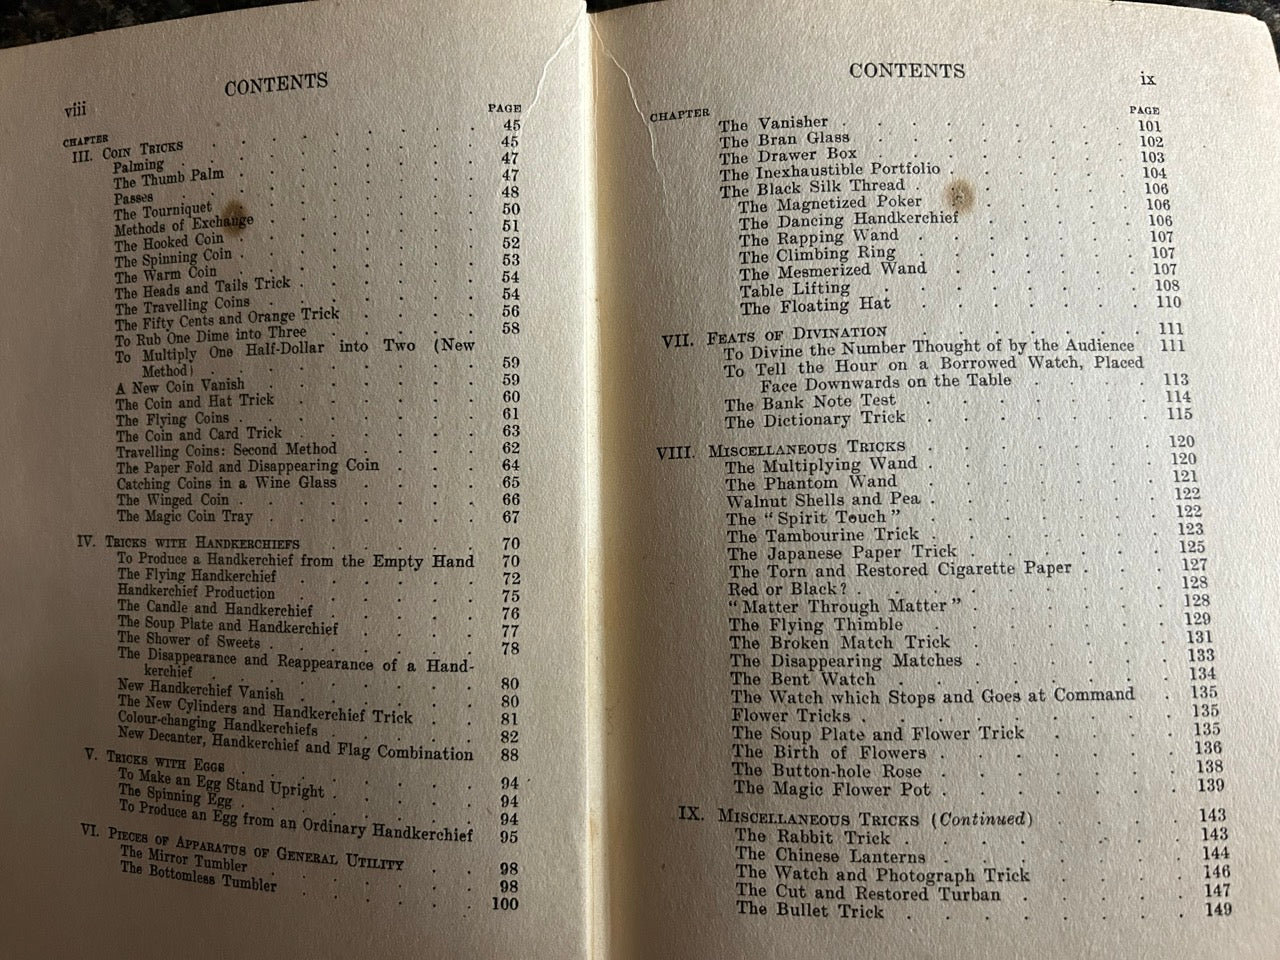 viii
CONTENTS
CHAPTER PAGE
III. COIN TRICKS . . . . . . . 45
Palming . . . . . . . 45
The Thumb Palm . . . . . . 47
Passes . . . . . . . 47
The Tourniquet . . . . . . 48
Methods of Exchange . . . . . 50
The Hooked Coin . . . . . . 51
The Spinning Coin . . . . . . 52
The Warm Coin . . . . . . 53
The Heads and Tails Trick . . . . . 54
The Travelling Coins . . . . . 54
The Fifty Cents and Orange Trick . . . . 56
To Rub One Dime into Three . . . . 58
To Multiply One Half-Dollar into Two (New
Method) . . . . . . . 59
A New Coin Vanish . . . . . 59
The Coin and Hat Trick . . . . . 60
The Flying Coins . . . . . . 61
The Coin and Card Trick . . . . . 63
Travelling Coins: Second Method . . . . 62
The Paper Fold and Disappearing Coin . . . 64
Catching Coins in a Wine Glass . . . . 65
The Winged Coin . . . . . . 66
The Magic Coin Tray . . . . . 67
IV. TRICKS WITH HANDKERCHIEFS . . . . . 70
To Produce a Handkerchief from the Empty Hand 70
The Flying Handkerchief . . . . . 72
Handkerchief Production . . . . . 75
The Candle and Handkerchief . . . . 76
The Soup Plate and Handkerchief . . . . 77
The Shower of Sweets . . . . . 78
The Disappearance and Reappearance of a Hand-
kerchief . . . . . . . 80
New Handkerchief Vanish . . . . . 80
The New Cylinders and Handkerchief Trick . . 81
Colour-changing Handkerchiefs . . . . 82
New Decanter, Handkerchief and Flag Combination 88
V. TRICKS WITH EGGS . . . . . . 94
To Make an Egg Stand Upright . . . . 94
The Spinning Egg . . . . . . 94
To Produce an Egg from an Ordinary Handkerchief 95
VI. PIECES OF APPARATUS OF GENERAL UTILITY . . 98
The Mirror Tumbler . . . . . 98
The Bottomless Tumbler . . . . . 100
CONTENTS
ix
CHAPTER PAGE
The Vanisher . . . . . . . 101
The Bran Glass . . . . . . 102
The Drawer Box . . . . . . 103
The Inexhaustible Portfolio . . . . . 104
The Black Silk Thread . . . . . 106
The Magnetized Poker . . . . . 106
The Dancing Handkerchief . . . . 106
The Rapping Wand . . . . . 107
The Climbing Ring . . . . . 107
The Mesmerized Wand . . . . . 107
Table Lifting . . . . . . 108
The Floating Hat . . . . . 110
VII. FEATS OF DIVINATION . . . . . . 111
To Divine the Number Thought of by the Audience 111
To Tell the Hour on a Borrowed Watch, Placed
Face Downwards on the Table . . . . 113
The Bank Note Test . . . . . 114
The Dictionary Trick . . . . . 115
VIII. MISCELLANEOUS TRICKS . . . . . . 120
The Multiplying Wand . . . . . 120
The Phantom Wand . . . . . 121
Walnut Shells and Pea . . . . . 122
The “Spirit Touch” . . . . . 122
The Tambourine Trick . . . . . 123
The Japanese Paper Trick . . . . . 125
The Torn and Restored Cigarette Paper . . . 127
Red or Black? . . . . . . 128
“Matter Through Matter” . . . . . 128
The Flying Thimble . . . . . 129
The Broken Match Trick . . . . . 131
The Disappearing Matches . . . . . 133
The Bent Watch . . . . . . 134
The Watch which Stops and Goes at Command . 135
Flower Tricks . . . . . . . 135
The Soup Plate and Flower Trick . . . . 135
The Birth of Flowers . . . . . 136
The Button-hole Rose . . . . . 138
The Magic Flower Pot . . . . . 139
IX. MISCELLANEOUS TRICKS (Continued) . . . . 143
The Rabbit Trick . . . . . . 143
The Chinese Lanterns . . . . . 144
The Watch and Photograph Trick . . . . 146
The Cut and Restored Turban . . . . 147
The Bullet Trick . . . . . . 149